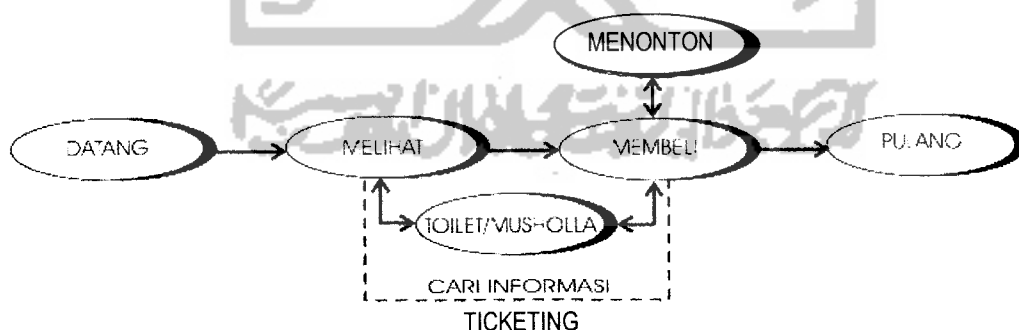 MENONTON
DATANG
MELIHAT
MEMBELI
PULANG
TOILET/MUSHOLLA
CARI INFORMASI
TICKETING